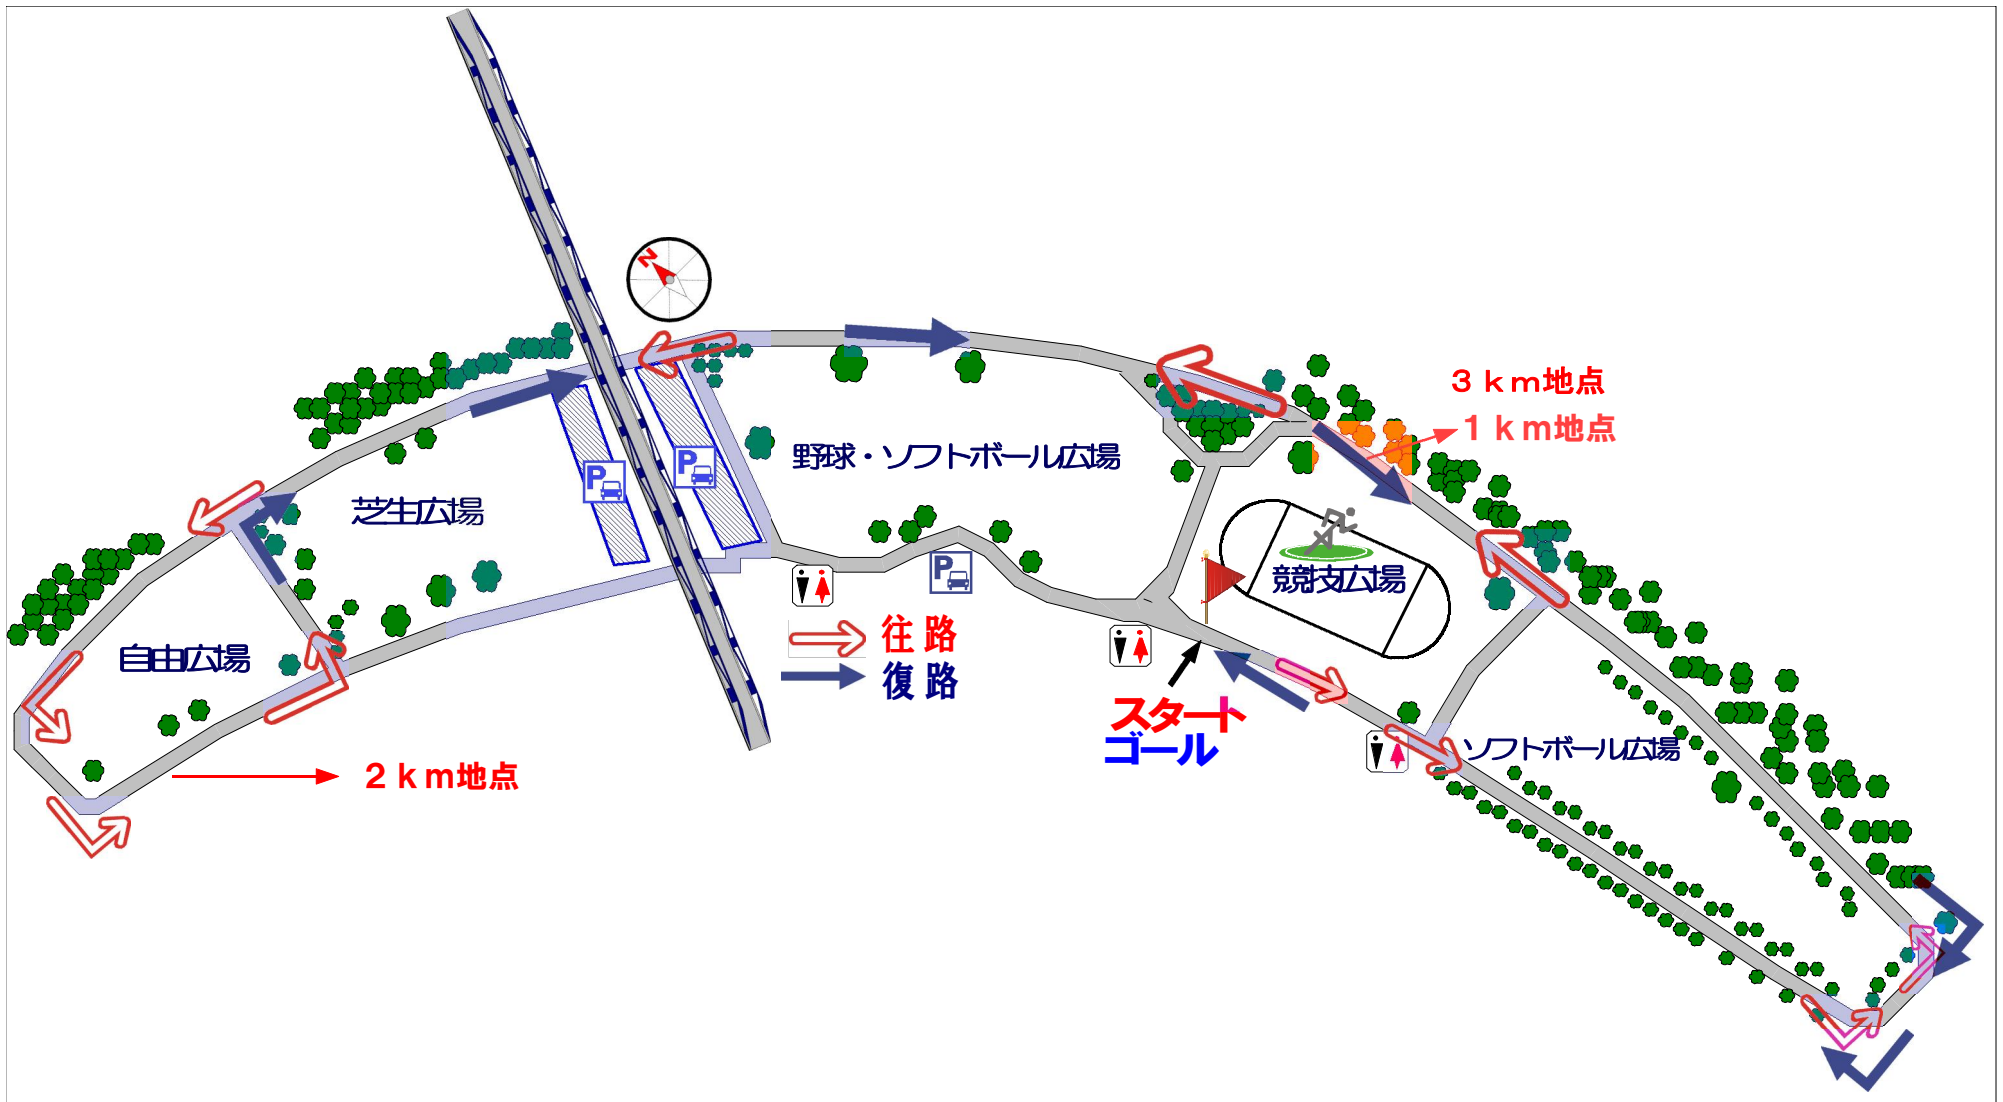 N
3km地点
1km地点
野球・ソフトボール広場
P
P
芝生広場
P
競技広場
往路
復路
自由広場
スタート
ゴール
ソフトボール広場
2km地点